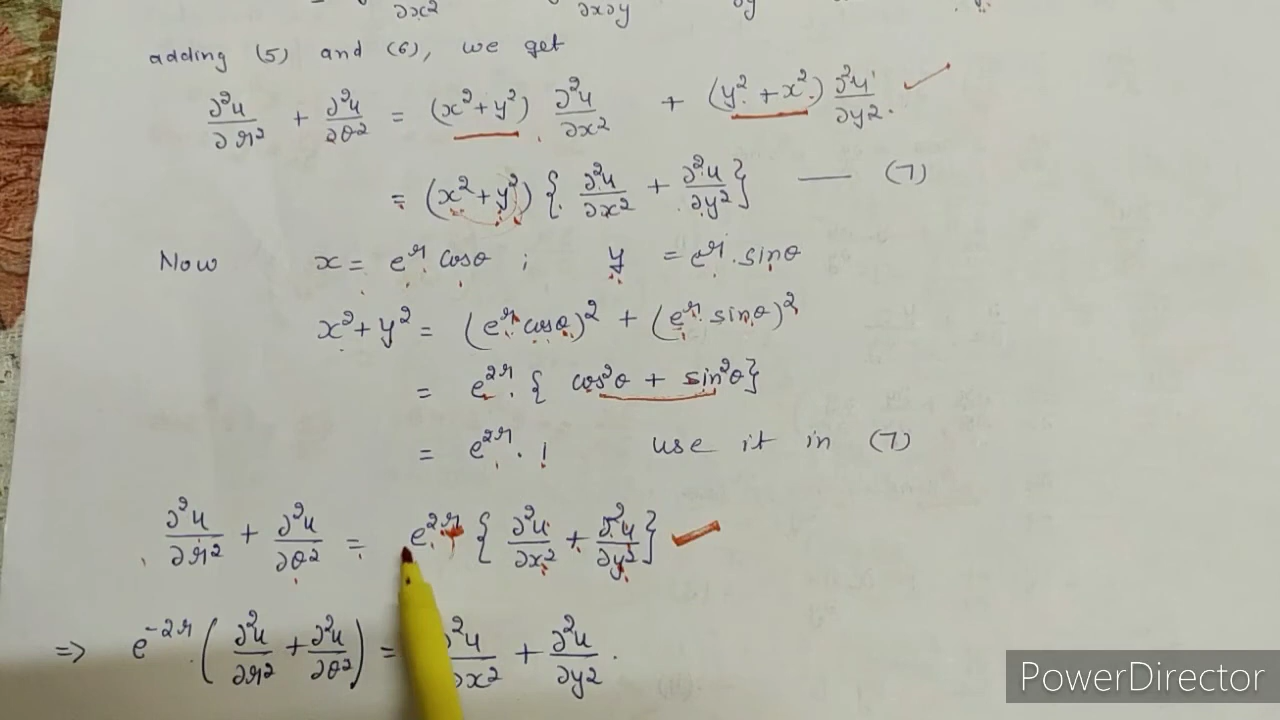 ∂x² ∂x∂y ∂y
adding (5) and (6), we get
∂²u/∂r² + ∂²u/∂θ² = (x²+y²) ∂²u/∂x² + (y²+x²) ∂²u/∂y².
= (x²+y²) { ∂²u/∂x² + ∂²u/∂y² } — (7)
Now x = e^r cosθ ; y = e^r . sinθ
x²+y² = (e^r cosθ)² + (e^r sinθ)²
= e^2r . { cos²θ + sin²θ }
= e^2r . 1 use it in (7)
∂²u/∂r² + ∂²u/∂θ² = e^2r { ∂²u/∂x² + ∂²u/∂y² }
⇒ e^-2r . ( ∂²u/∂r² + ∂²u/∂θ² ) = ∂²u/∂x² + ∂²u/∂y² .
PowerDirector